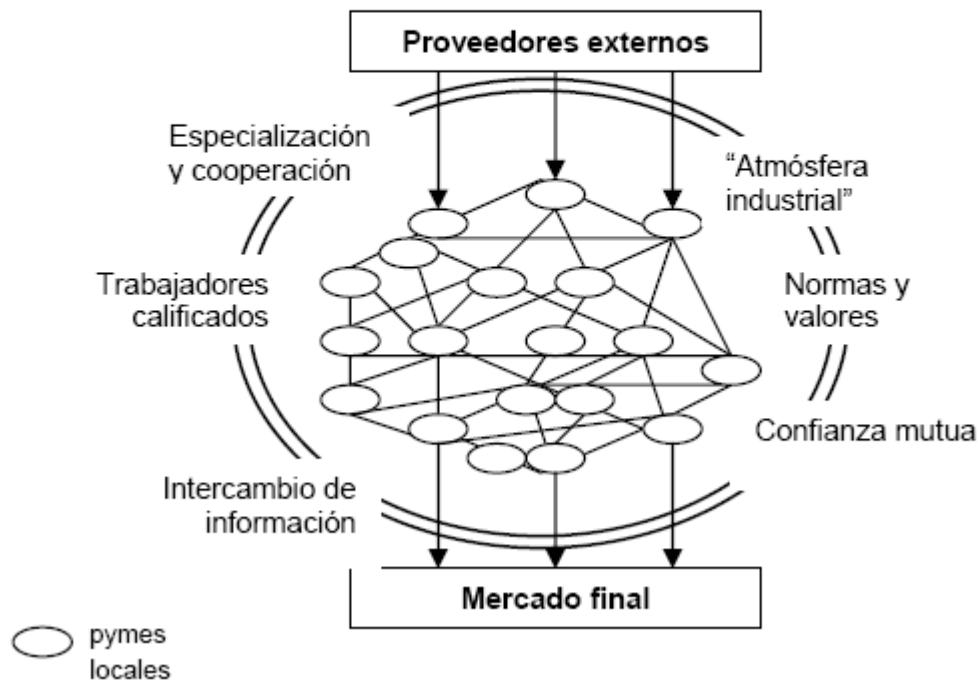 Proveedores externos
Especialización
y cooperación
“Atmósfera
industrial”
Trabajadores
calificados
Normas y
valores
Confianza mutua
Intercambio de
información
Mercado final
pymes
locales